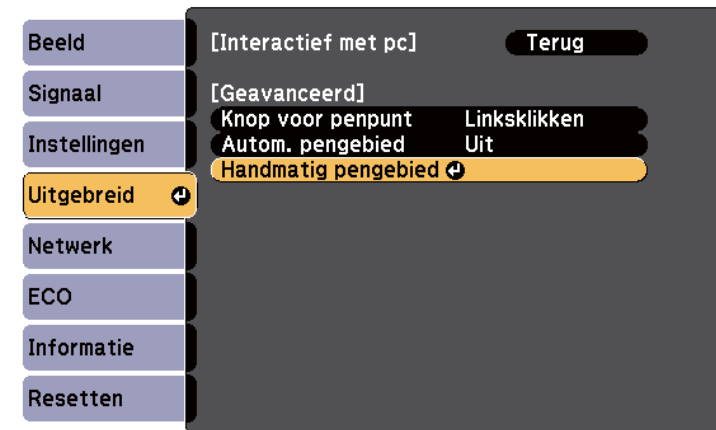 Beeld
Signaal
Instellingen
Uitgebreid
Netwerk
ECO
Informatie
Resetten
[Interactief met pc] Terug
[Geavanceerd]
Knop voor penpunt Linksklikken
Autom. pengebied Uit
Handmatig pengebied